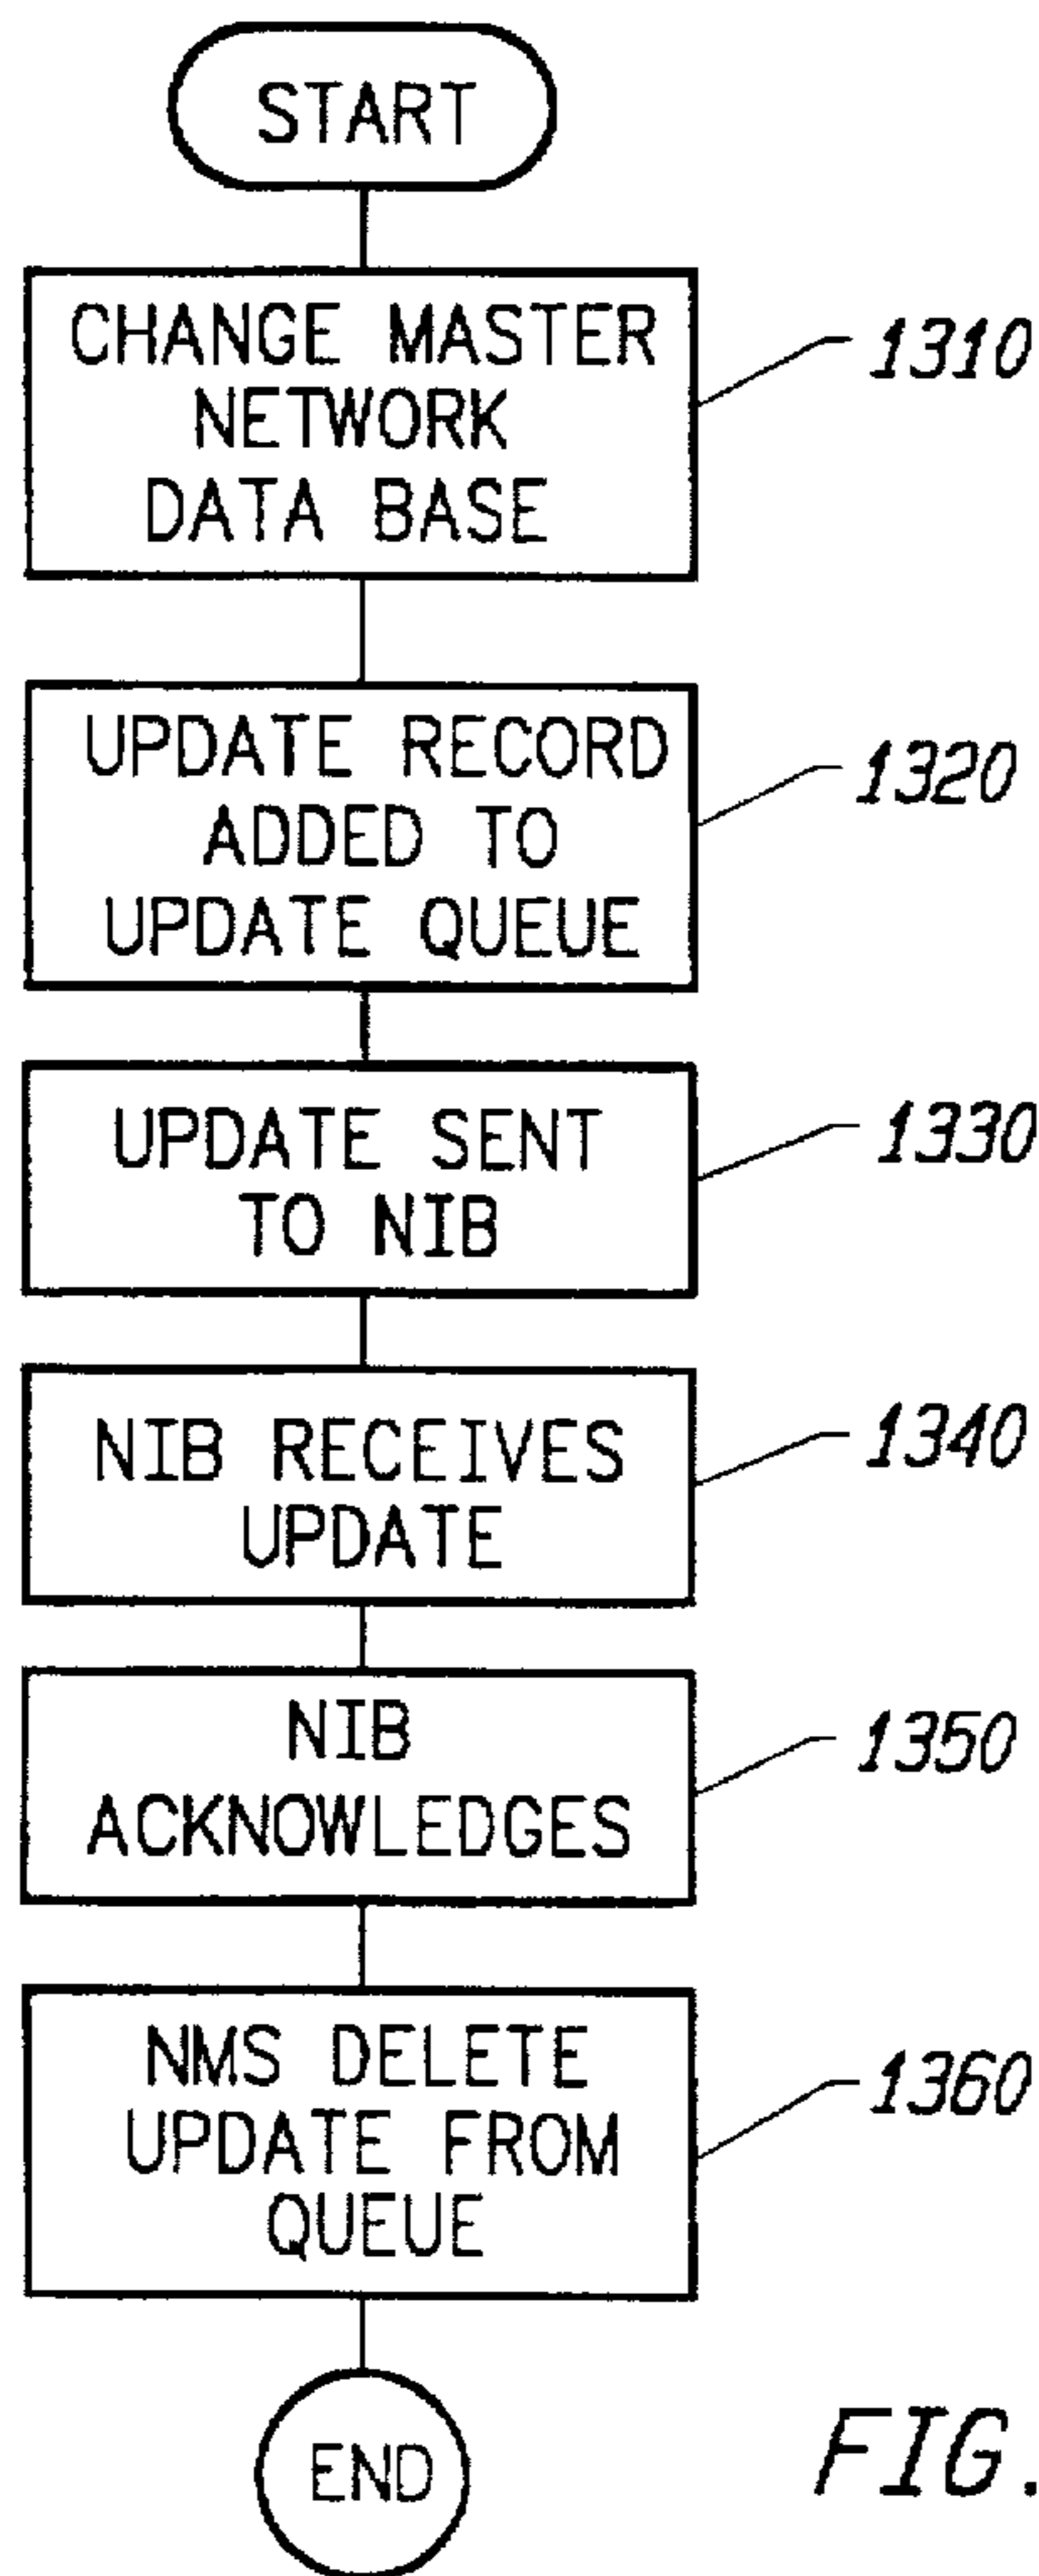 START
CHANGE MASTER
NETWORK
DATA BASE
1310
UPDATE RECORD
ADDED TO
UPDATE QUEUE
1320
UPDATE SENT
TO NIB
1330
NIB RECEIVES
UPDATE
1340
NIB
ACKNOWLEDGES
1350
NMS DELETE
UPDATE FROM
QUEUE
1360
END
FIG.